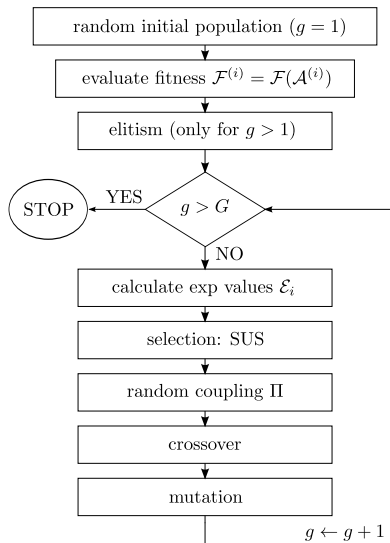 random initial population (g = 1)
evaluate fitness ℱ⁽ⁱ⁾ = ℱ(𝒜⁽ⁱ⁾)
elitism (only for g > 1)
YES
STOP
g > G
NO
calculate exp values ℰᵢ
selection: SUS
random coupling Π
crossover
mutation
g ← g + 1